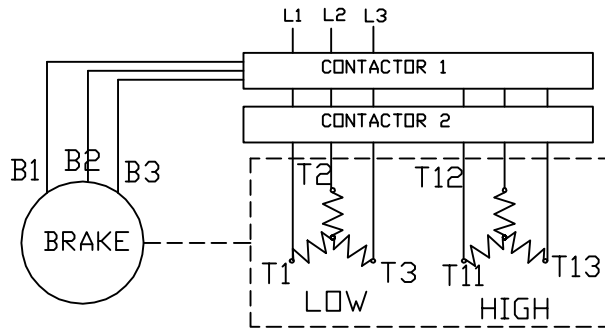 L1 L2 L3
CONTACTOR 1
CONTACTOR 2
B1 B2 B3
T2 T12
BRAKE
T1 T3 T11 T13
LOW HIGH